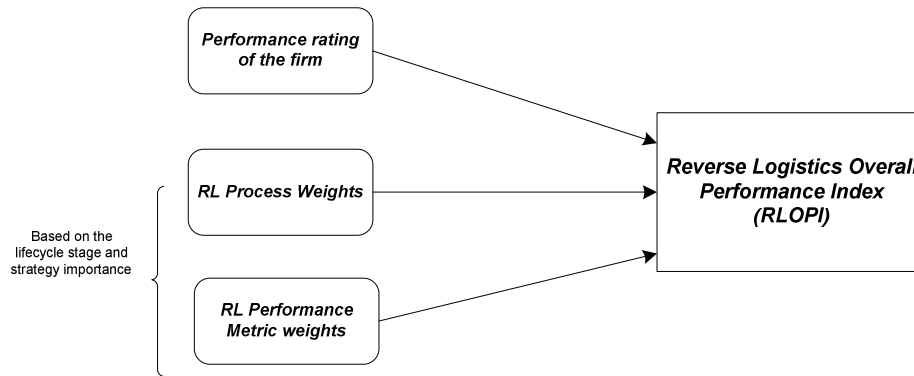 Performance rating
of the firm
RL Process Weights
Based on the
lifecycle stage and
strategy importance
RL Performance
Metric weights
Reverse Logistics Overall
Performance Index
(RLOPI)